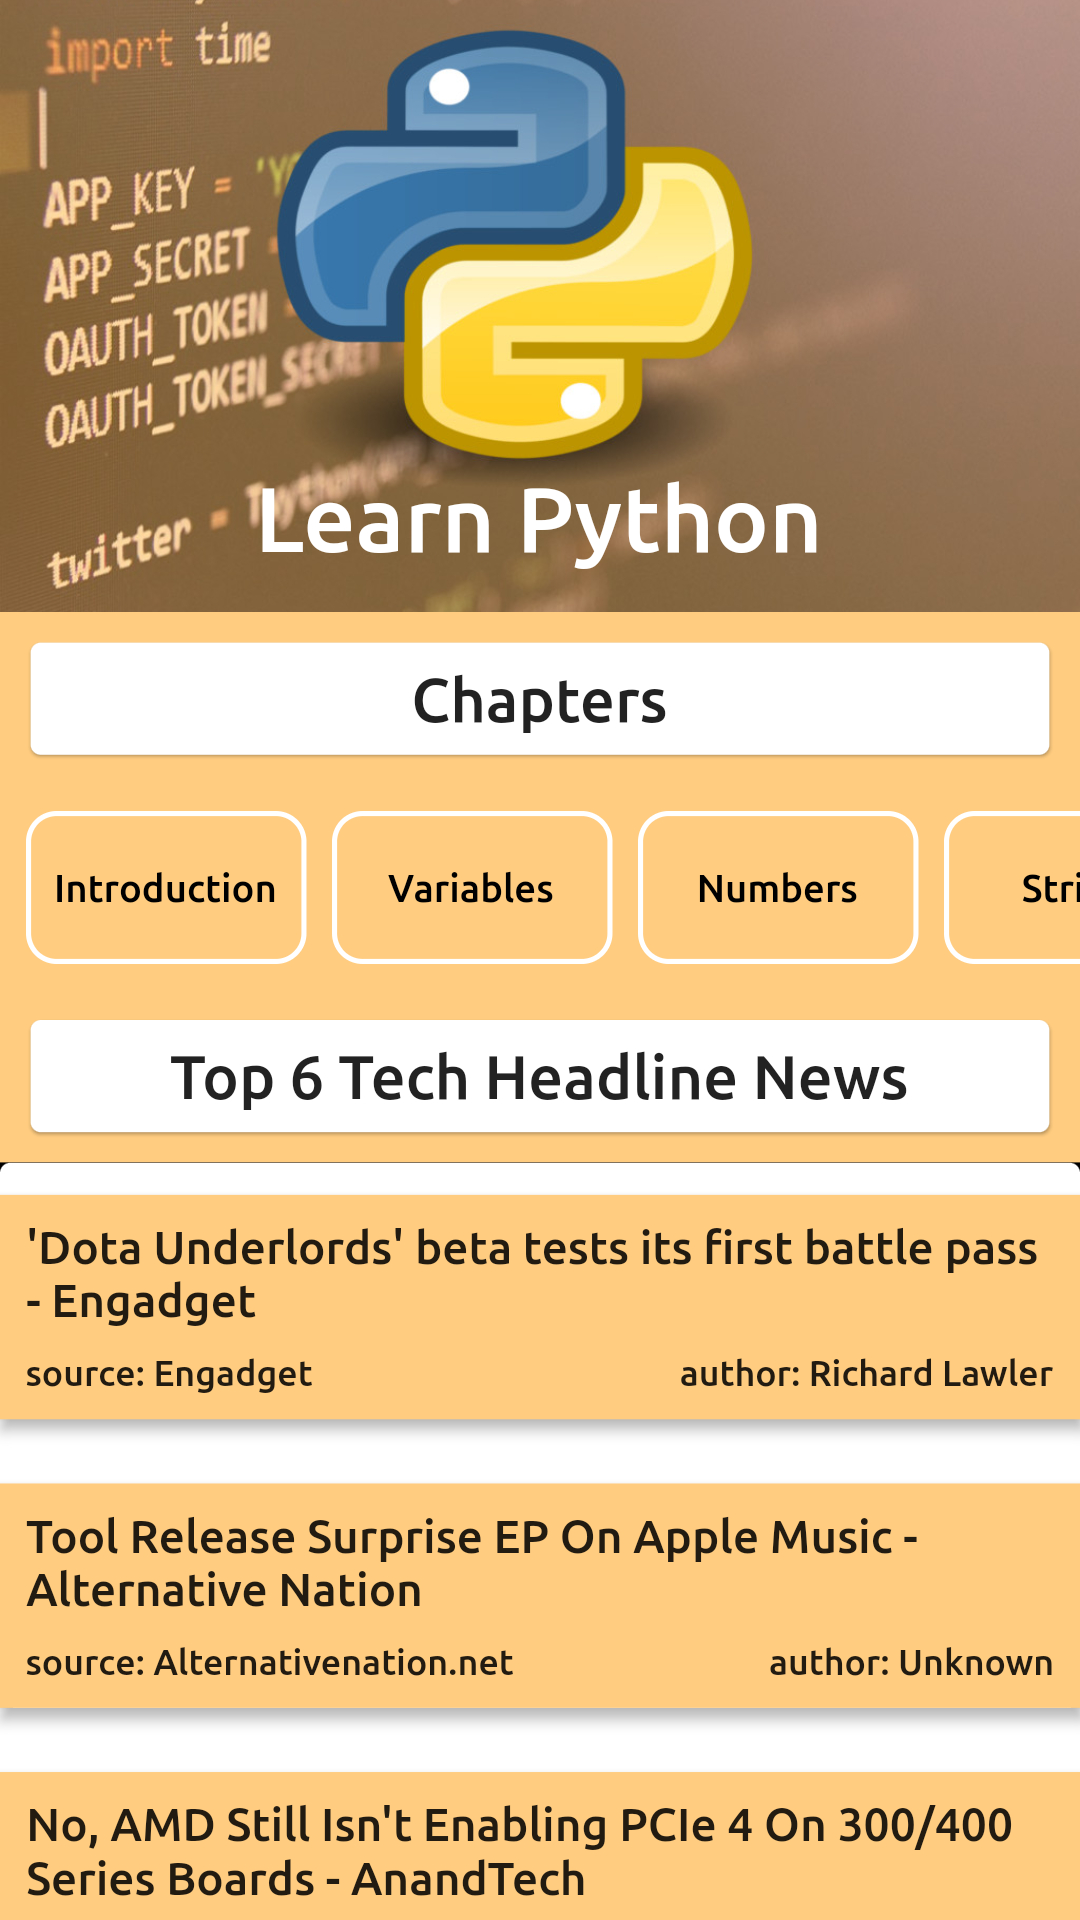 import time
APP_KEY = 'Y
APP_SECRET =
OAUTH_TOKEN =
OAUTH_TOKEN_SECRET
twitter = Twython(
Learn Python
Chapters
Introduction
Variables
Numbers
Stri
Top 6 Tech Headline News
'Dota Underlords' beta tests its first battle pass
- Engadget
source: Engadget
author: Richard Lawler
Tool Release Surprise EP On Apple Music -
Alternative Nation
source: Alternativenation.net
author: Unknown
No, AMD Still Isn't Enabling PCIe 4 On 300/400
Series Boards - AnandTech